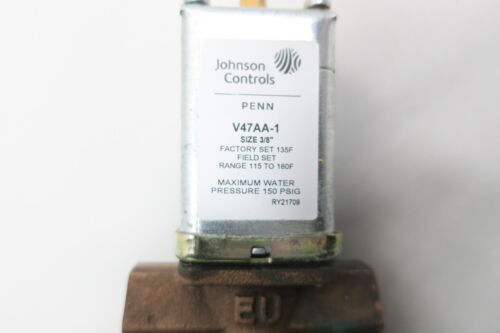 Johnson
Controls
PENN
V47AA-1
SIZE 3/8"
FACTORY SET 135F
FIELD SET
RANGE 115 TO 180F
MAXIMUM WATER
PRESSURE 150 PSIG
RY21709
EU